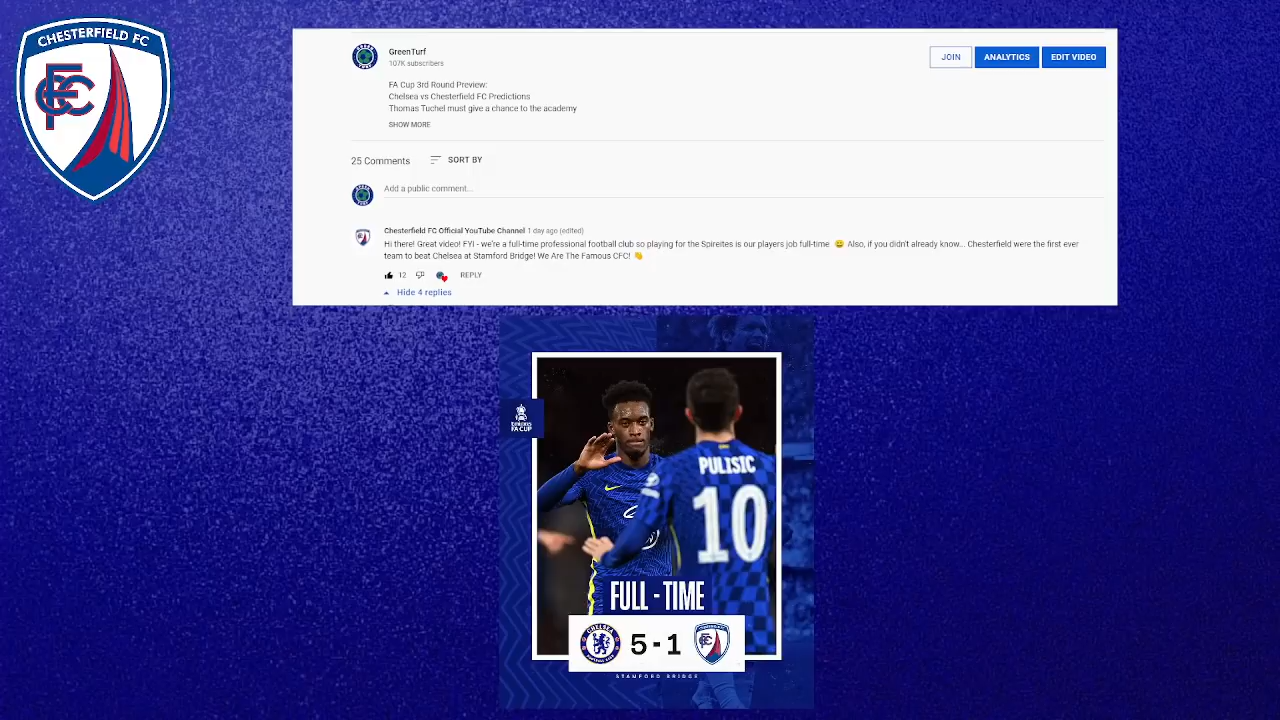 CHESTERFIELD FC
GreenTurf
107K subscribers
JOIN
ANALYTICS
EDIT VIDEO
FA Cup 3rd Round Preview:
Chelsea vs Chesterfield FC Predictions
Thomas Tuchel must give a chance to the academy
SHOW MORE
25 Comments
SORT BY
Add a public comment...
Chesterfield FC Official YouTube Channel 1 day ago (edited)
Hi there! Great video! FYI - we're a full-time professional football club so playing for the Spireites is our players job full-time 😄 Also, if you didn't already know... Chesterfield were the first ever
team to beat Chelsea at Stamford Bridge! We Are The Famous CFC! 👏
12
REPLY
Hide 4 replies
Emirates
FA CUP
PULISIC
10
FULL - TIME
CHELSEA
FOOTBALL CLUB
5 - 1
STAMFORD BRIDGE